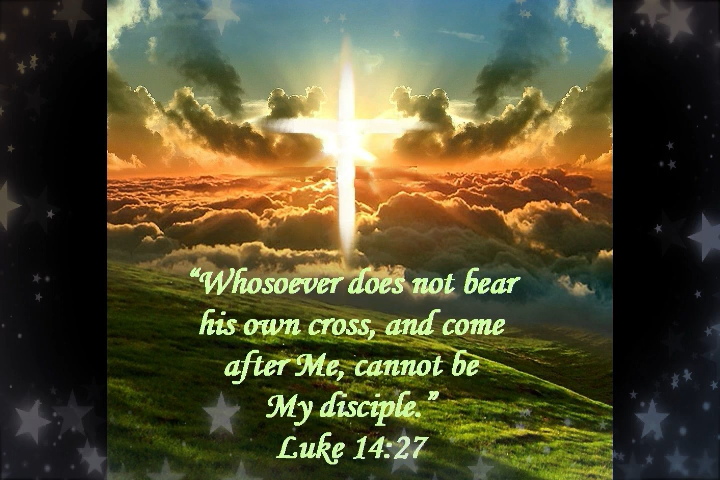 “Whosoever does not bear
his own cross, and come
after Me, cannot be
My disciple.”
Luke 14:27